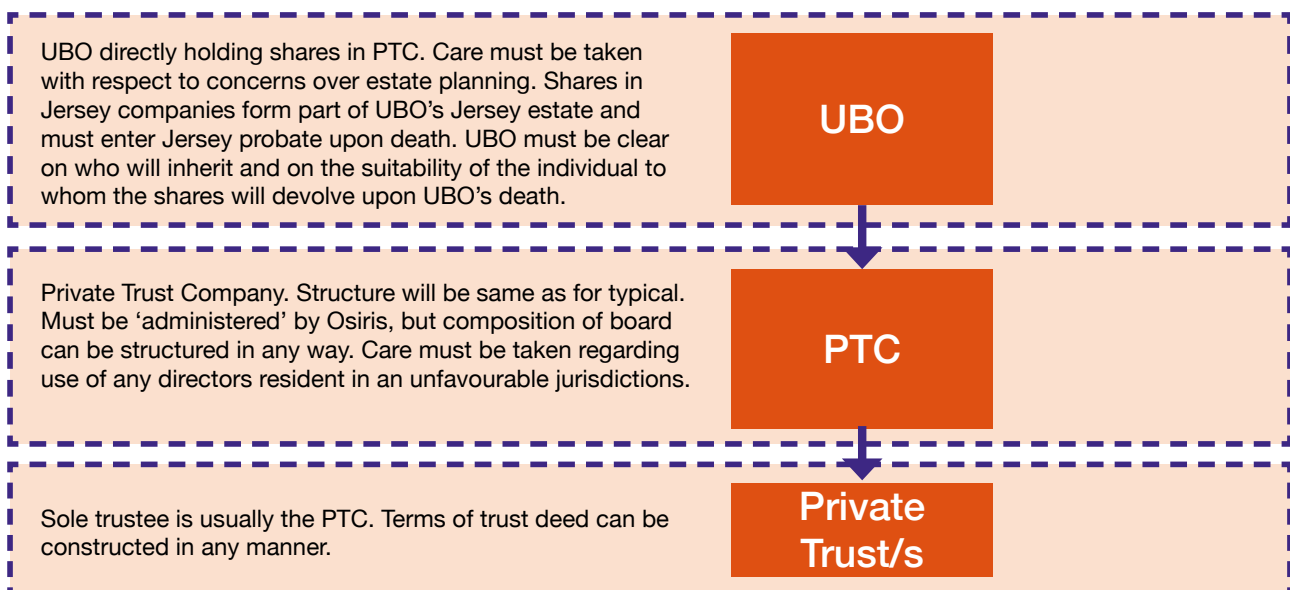 UBO directly holding shares in PTC. Care must be taken
with respect to concerns over estate planning. Shares in
Jersey companies form part of UBO’s Jersey estate and
must enter Jersey probate upon death. UBO must be clear
on who will inherit and on the suitability of the individual to
whom the shares will devolve upon UBO’s death.
UBO
Private Trust Company. Structure will be same as for typical.
Must be ‘administered’ by Osiris, but composition of board
can be structured in any way. Care must be taken regarding
use of any directors resident in an unfavourable jurisdictions.
PTC
Sole trustee is usually the PTC. Terms of trust deed can be
constructed in any manner.
Private
Trust/s